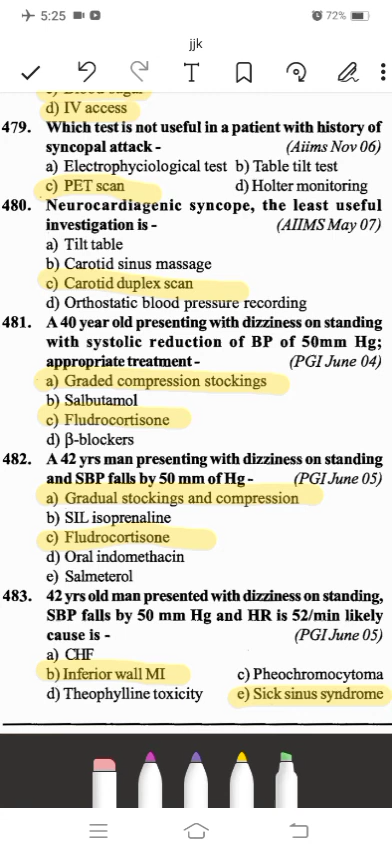 5:25
72%
jjk
T
d) IV access
479. Which test is not useful in a patient with history of
syncopal attack - (Aiims Nov 06)
a) Electrophyciological test b) Table tilt test
c) PET scan d) Holter monitoring
480. Neurocardiagenic syncope, the least useful
investigation is - (AIIMS May 07)
a) Tilt table
b) Carotid sinus massage
c) Carotid duplex scan
d) Orthostatic blood pressure recording
481. A 40 year old presenting with dizziness on standing
with systolic reduction of BP of 50mm Hg;
appropriate treatment - (PGI June 04)
a) Graded compression stockings
b) Salbutamol
c) Fludrocortisone
d) β-blockers
482. A 42 yrs man presenting with dizziness on standing
and SBP falls by 50 mm of Hg - (PGI June 05)
a) Gradual stockings and compression
b) SIL isoprenaline
c) Fludrocortisone
d) Oral indomethacin
e) Salmeterol
483. 42 yrs old man presented with dizziness on standing,
SBP falls by 50 mm Hg and HR is 52/min likely
cause is - (PGI June 05)
a) CHF
b) Inferior wall MI c) Pheochromocytoma
d) Theophylline toxicity e) Sick sinus syndrome